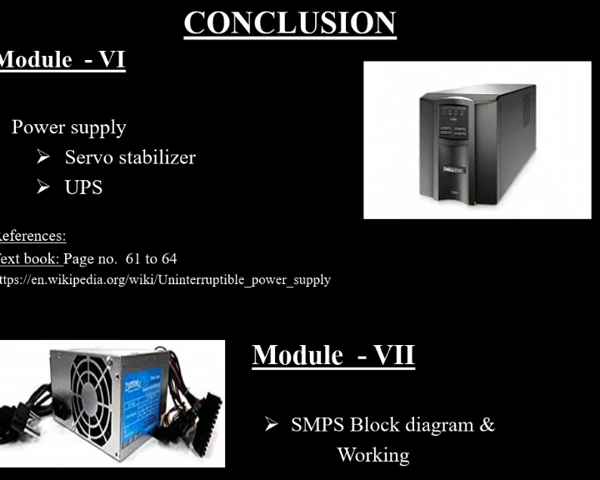 CONCLUSION
Module - VI
Power supply
➢ Servo stabilizer
➢ UPS
References:
Text book: Page no. 61 to 64
https://en.wikipedia.org/wiki/Uninterruptible_power_supply
Module - VII
➢ SMPS Block diagram &
Working